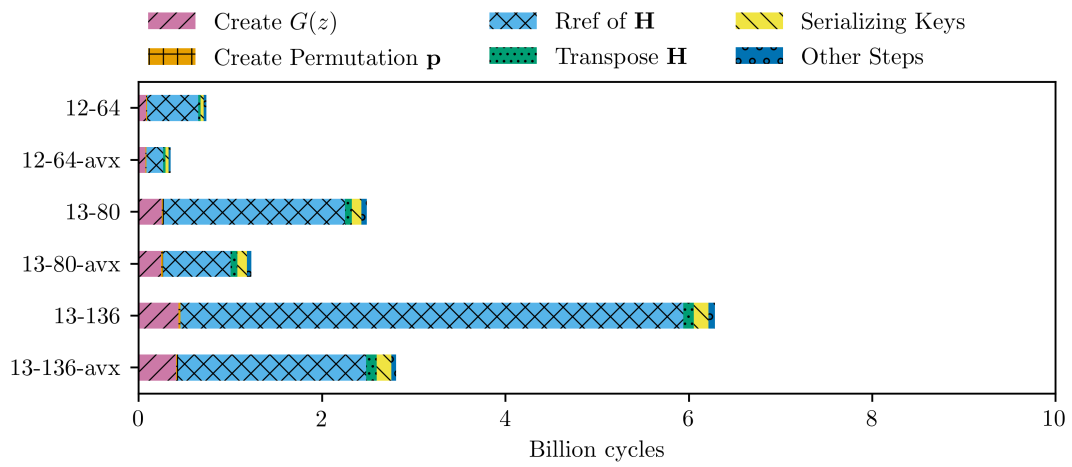 Create G(z)
Rref of H
Serializing Keys
Create Permutation p
Transpose H
Other Steps
12-64
12-64-avx
13-80
13-80-avx
13-136
13-136-avx
0 2 4 6 8 10
Billion cycles